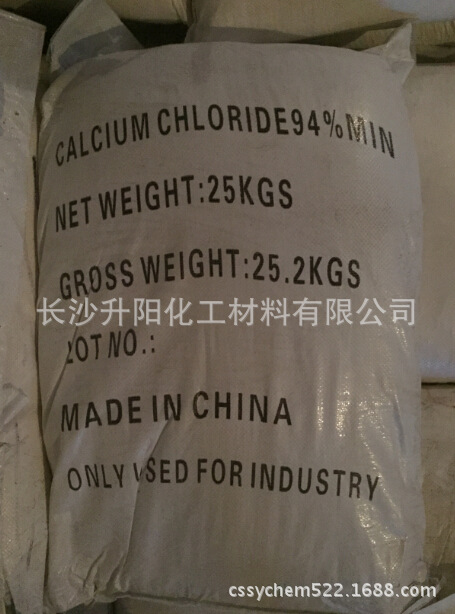 CALCIUM CHLORIDE94%MIN
NET WEIGHT:25KGS
GROSS WEIGHT:25.2KGS
长沙升阳化工材料有限公司
LOT NO.:
MADE IN CHINA
ONLY USED FOR INDUSTRY
cssychem522.1688.com